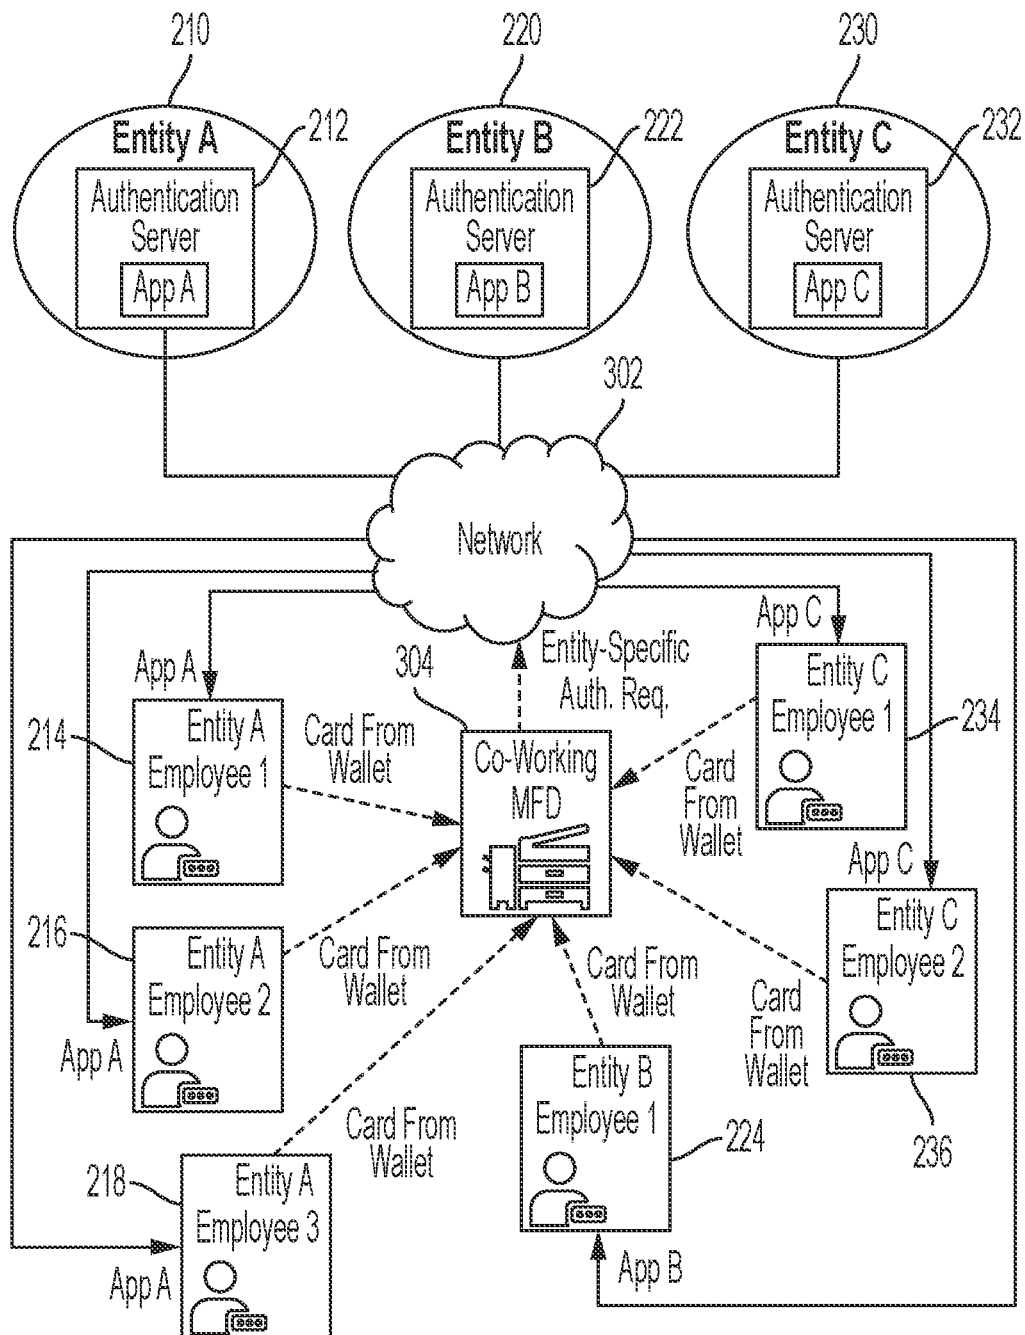 210
220
230
Entity A
212
Entity B
222
Entity C
232
Authentication
Server
App A
Authentication
Server
App B
Authentication
Server
App C
302
Network
App A
304
Entity-Specific
Auth. Req.
App C
214
Entity A
Employee 1
Card From
Wallet
Co-Working
MFD
Card
From
Wallet
Entity C
Employee 1
234
App C
216
Entity A
Employee 2
Card From
Wallet
Card From
Wallet
Card
From
Wallet
Entity C
Employee 2
App A
236
218
Entity A
Employee 3
Card From
Wallet
Entity B
Employee 1
224
App A
App B